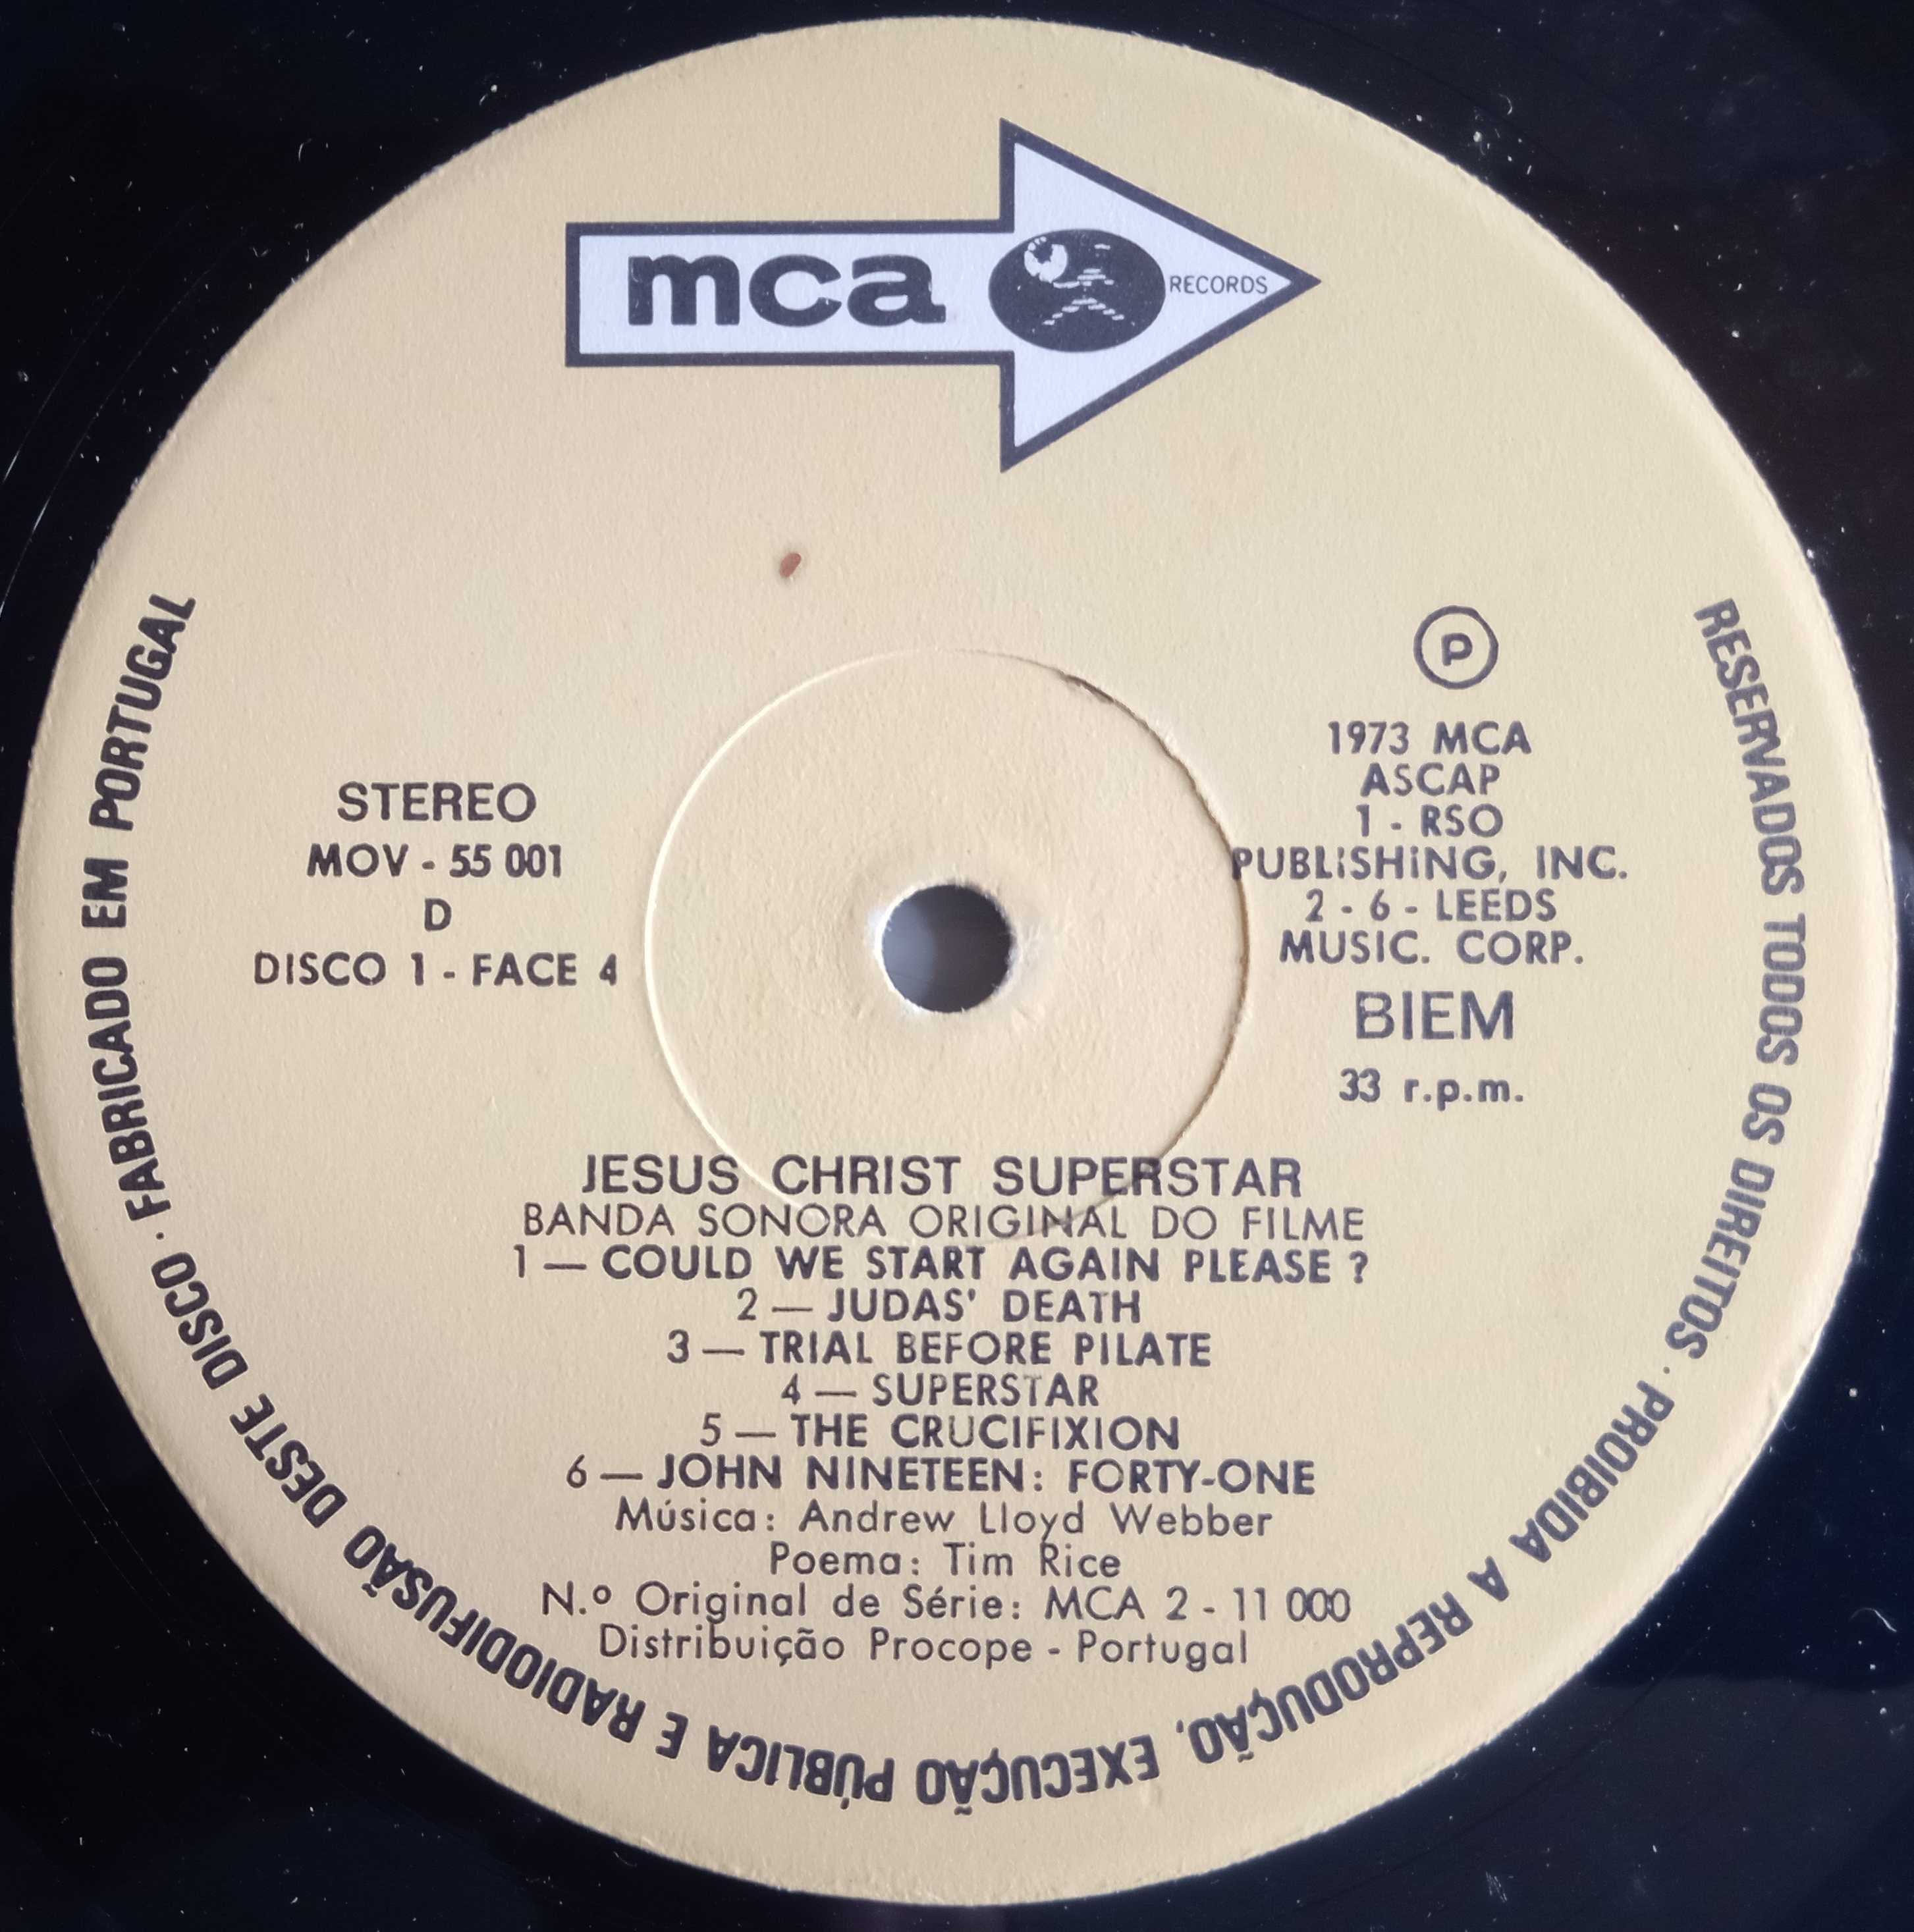 mca
RECORDS
STEREO
MOV - 55 001
D
DISCO 1 - FACE 4
P
1973 MCA
ASCAP
1 - RSO
PUBLISHING, INC.
2 - 6 - LEEDS
MUSIC. CORP.
BIEM
33 r.p.m.
JESUS CHRIST SUPERSTAR
BANDA SONORA ORIGINAL DO FILME
1 — COULD WE START AGAIN PLEASE ?
2 — JUDAS' DEATH
3 — TRIAL BEFORE PILATE
4 — SUPERSTAR
5 — THE CRUCIFIXION
6 — JOHN NINETEEN: FORTY-ONE
Música: Andrew Lloyd Webber
Poema: Tim Rice
N.º Original de Série: MCA 2 - 11 000
Distribuição Procope - Portugal
RESERVADOS TODOS OS DIREITOS · PROIBIDA A REPRODUÇÃO, EXECUÇÃO PÚBLICA E RADIODIFUSÃO DESTE DISCO · FABRICADO EM PORTUGAL